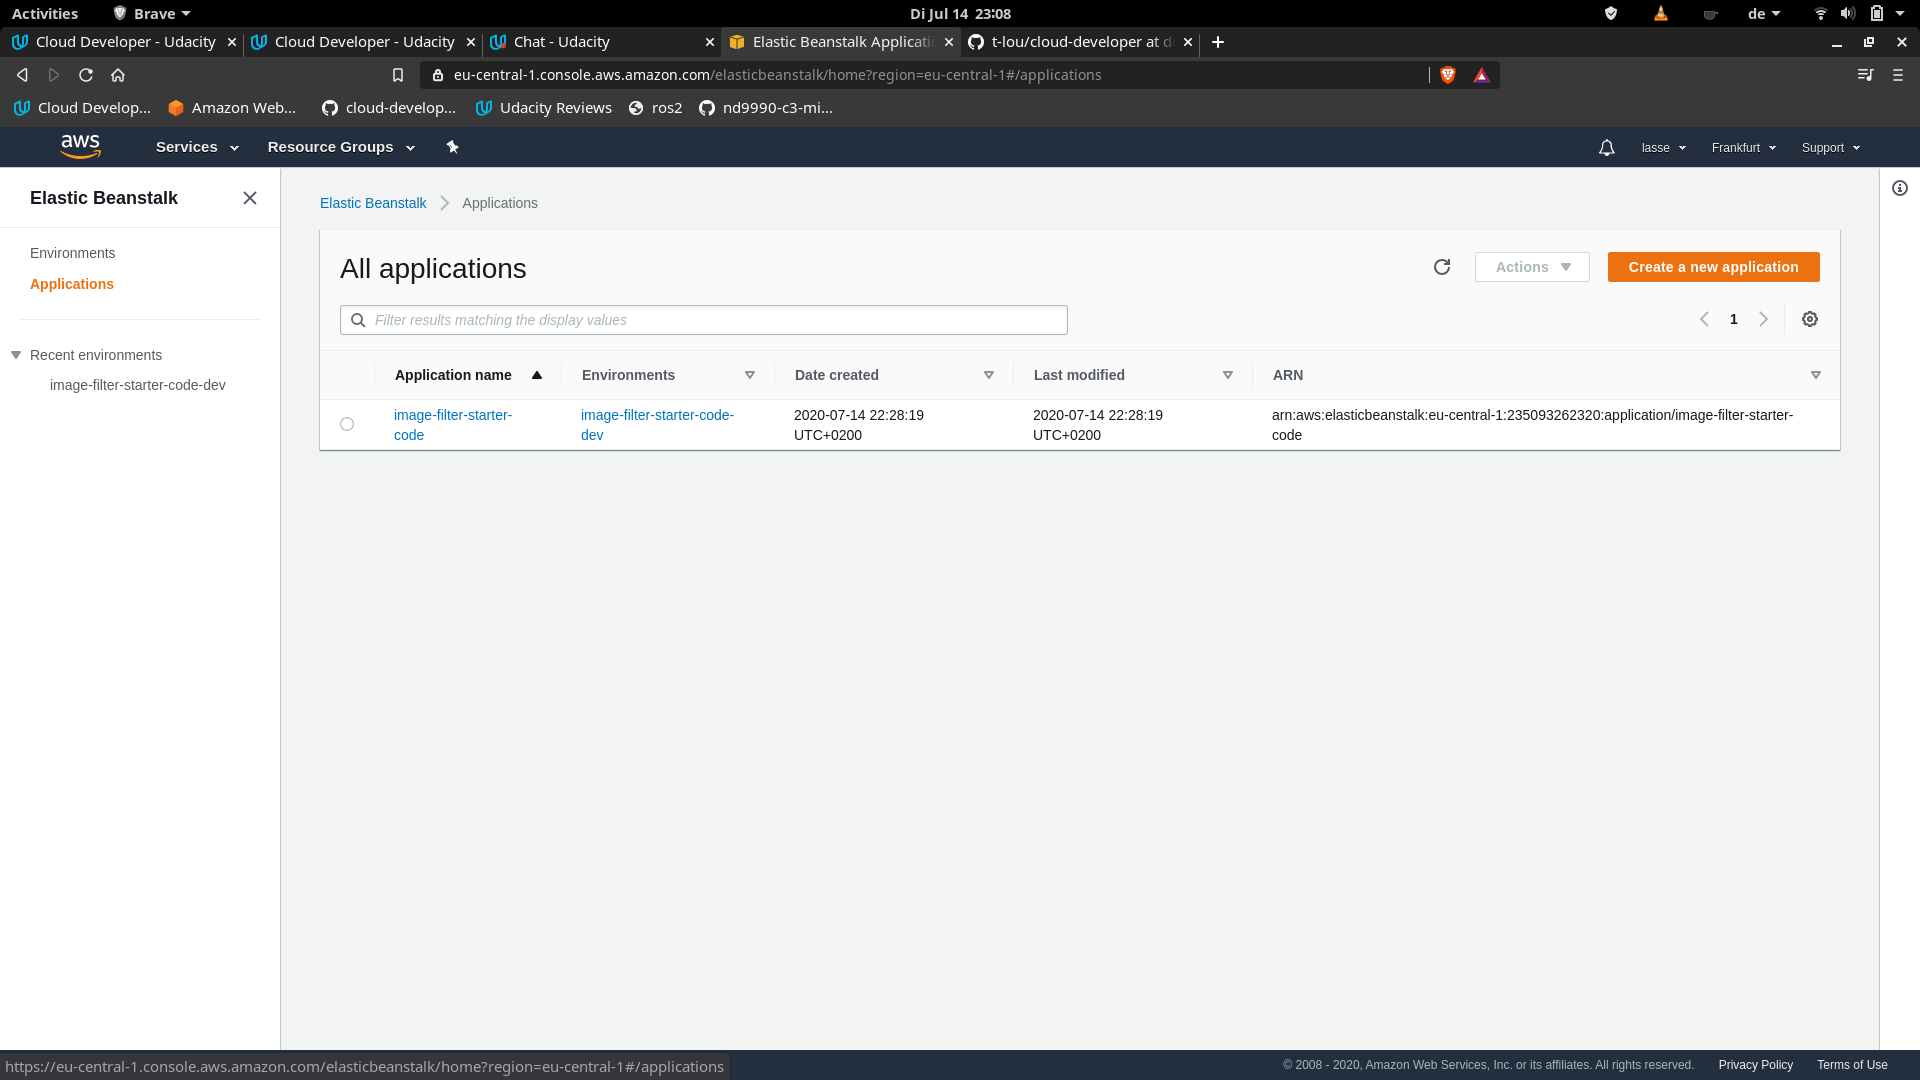 Activities
Brave
Di Jul 14 23:08
de
Cloud Developer - Udacity
Cloud Developer - Udacity
Chat - Udacity
Elastic Beanstalk Applicati
t-lou/cloud-developer at d
eu-central-1.console.aws.amazon.com/elasticbeanstalk/home?region=eu-central-1#/applications
Cloud Develop...
Amazon Web...
cloud-develop...
Udacity Reviews
ros2
nd9990-c3-mi...
aws
Services
Resource Groups
lasse
Frankfurt
Support
Elastic Beanstalk
Environments
Applications
Recent environments
image-filter-starter-code-dev
Elastic Beanstalk
Applications
All applications
Actions
Create a new application
Filter results matching the display values
1
Application name
Environments
Date created
Last modified
ARN
image-filter-starter-
code
image-filter-starter-code-
dev
2020-07-14 22:28:19
UTC+0200
2020-07-14 22:28:19
UTC+0200
arn:aws:elasticbeanstalk:eu-central-1:235093262320:application/image-filter-starter-
code
https://eu-central-1.console.aws.amazon.com/elasticbeanstalk/home?region=eu-central-1#/applications
© 2008 - 2020, Amazon Web Services, Inc. or its affiliates. All rights reserved.
Privacy Policy
Terms of Use